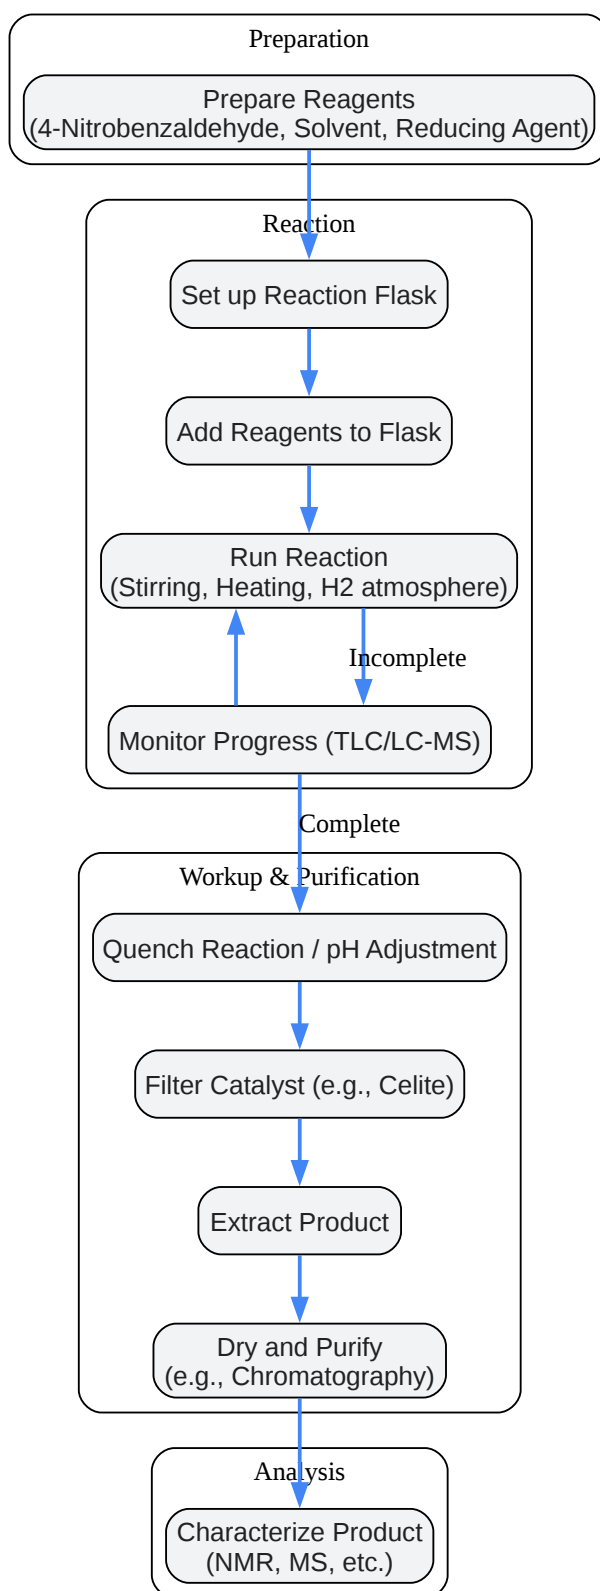 Preparation
Prepare Reagents
(4-Nitrobenzaldehyde, Solvent, Reducing Agent)
Reaction
Set up Reaction Flask
Add Reagents to Flask
Run Reaction
(Stirring, Heating, H2 atmosphere)
Incomplete
Monitor Progress (TLC/LC-MS)
Complete
Workup & Purification
Quench Reaction / pH Adjustment
Filter Catalyst (e.g., Celite)
Extract Product
Dry and Purify
(e.g., Chromatography)
Analysis
Characterize Product
(NMR, MS, etc.)